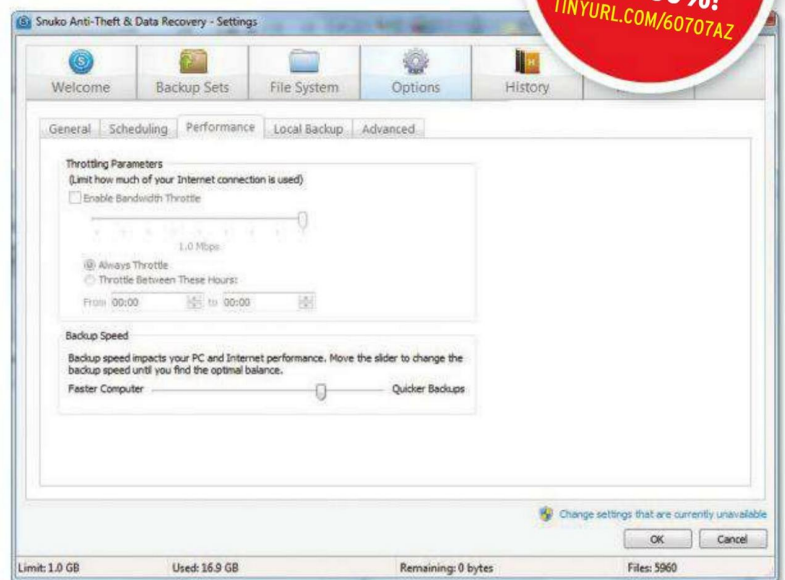 TINYURL.COM/60707AZ
Snuko Anti-Theft & Data Recovery - Settings
Welcome
Backup Sets
File System
Options
History
General
Scheduling
Performance
Local Backup
Advanced
Throttling Parameters
(Limit how much of your Internet connection is used)
Enable Bandwidth Throttle
1.0 Mbps
Always Throttle
Throttle Between These Hours:
From 00:00 to 00:00
Backup Speed
Backup speed impacts your PC and Internet performance. Move the slider to change the
backup speed until you find the optimal balance.
Faster Computer
Quicker Backups
Change settings that are currently unavailable
OK
Cancel
Limit: 1.0 GB
Used: 16.9 GB
Remaining: 0 bytes
Files: 5960